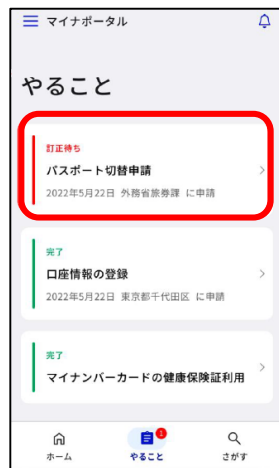 マイナポータル
やること
訂正待ち
パスポート切替申請
2022年5月22日 外務省旅券課 に申請
完了
口座情報の登録
2022年5月22日 東京都千代田区 に申請
完了
マイナンバーカードの健康保険証利用
1
ホーム やること さがす